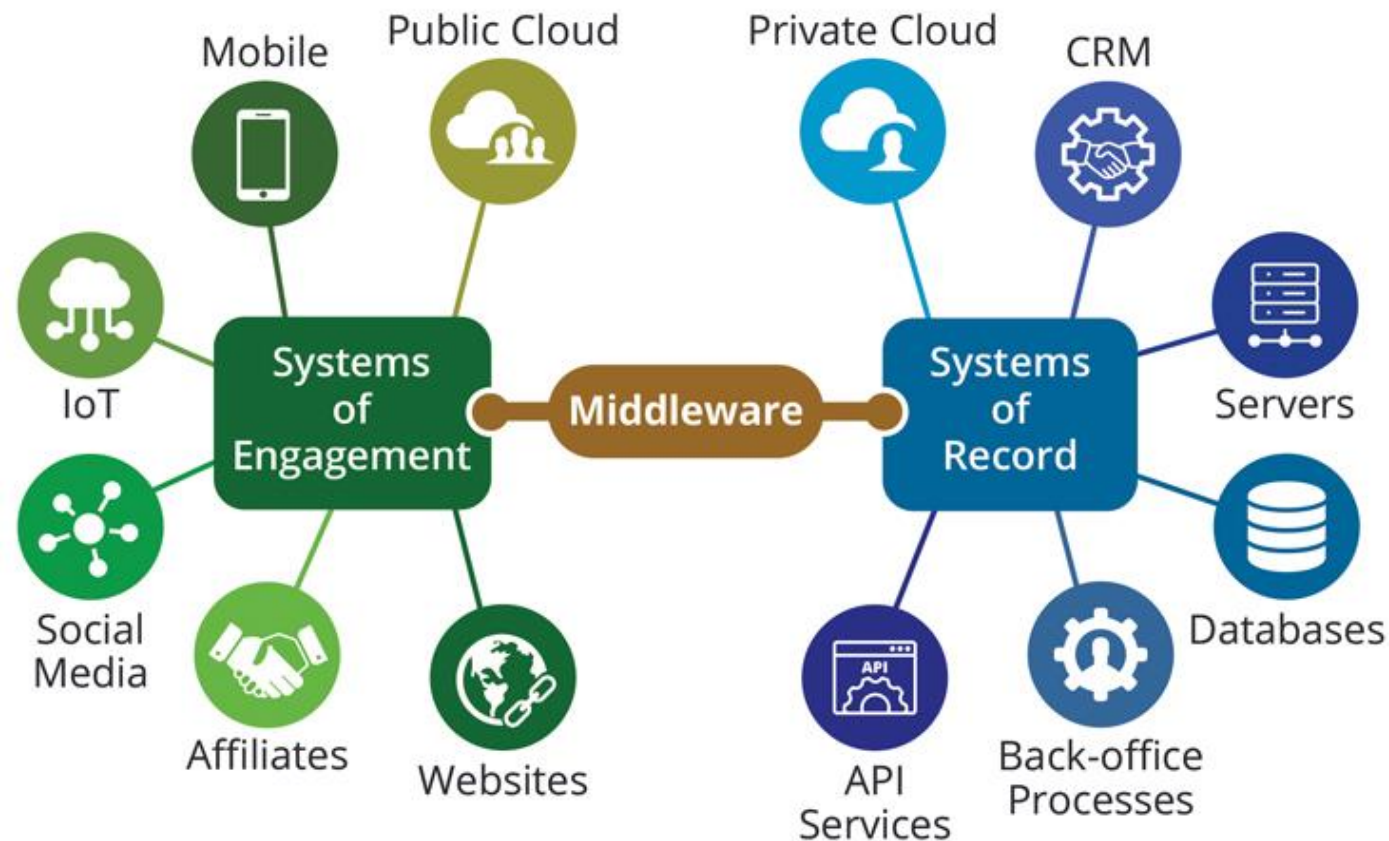 Mobile
Public Cloud
Private Cloud
CRM
IoT
Systems
of
Engagement
Middleware
Systems
of
Record
Servers
Social
Media
Affiliates
Websites
API
API
Services
Back-office
Processes
Databases